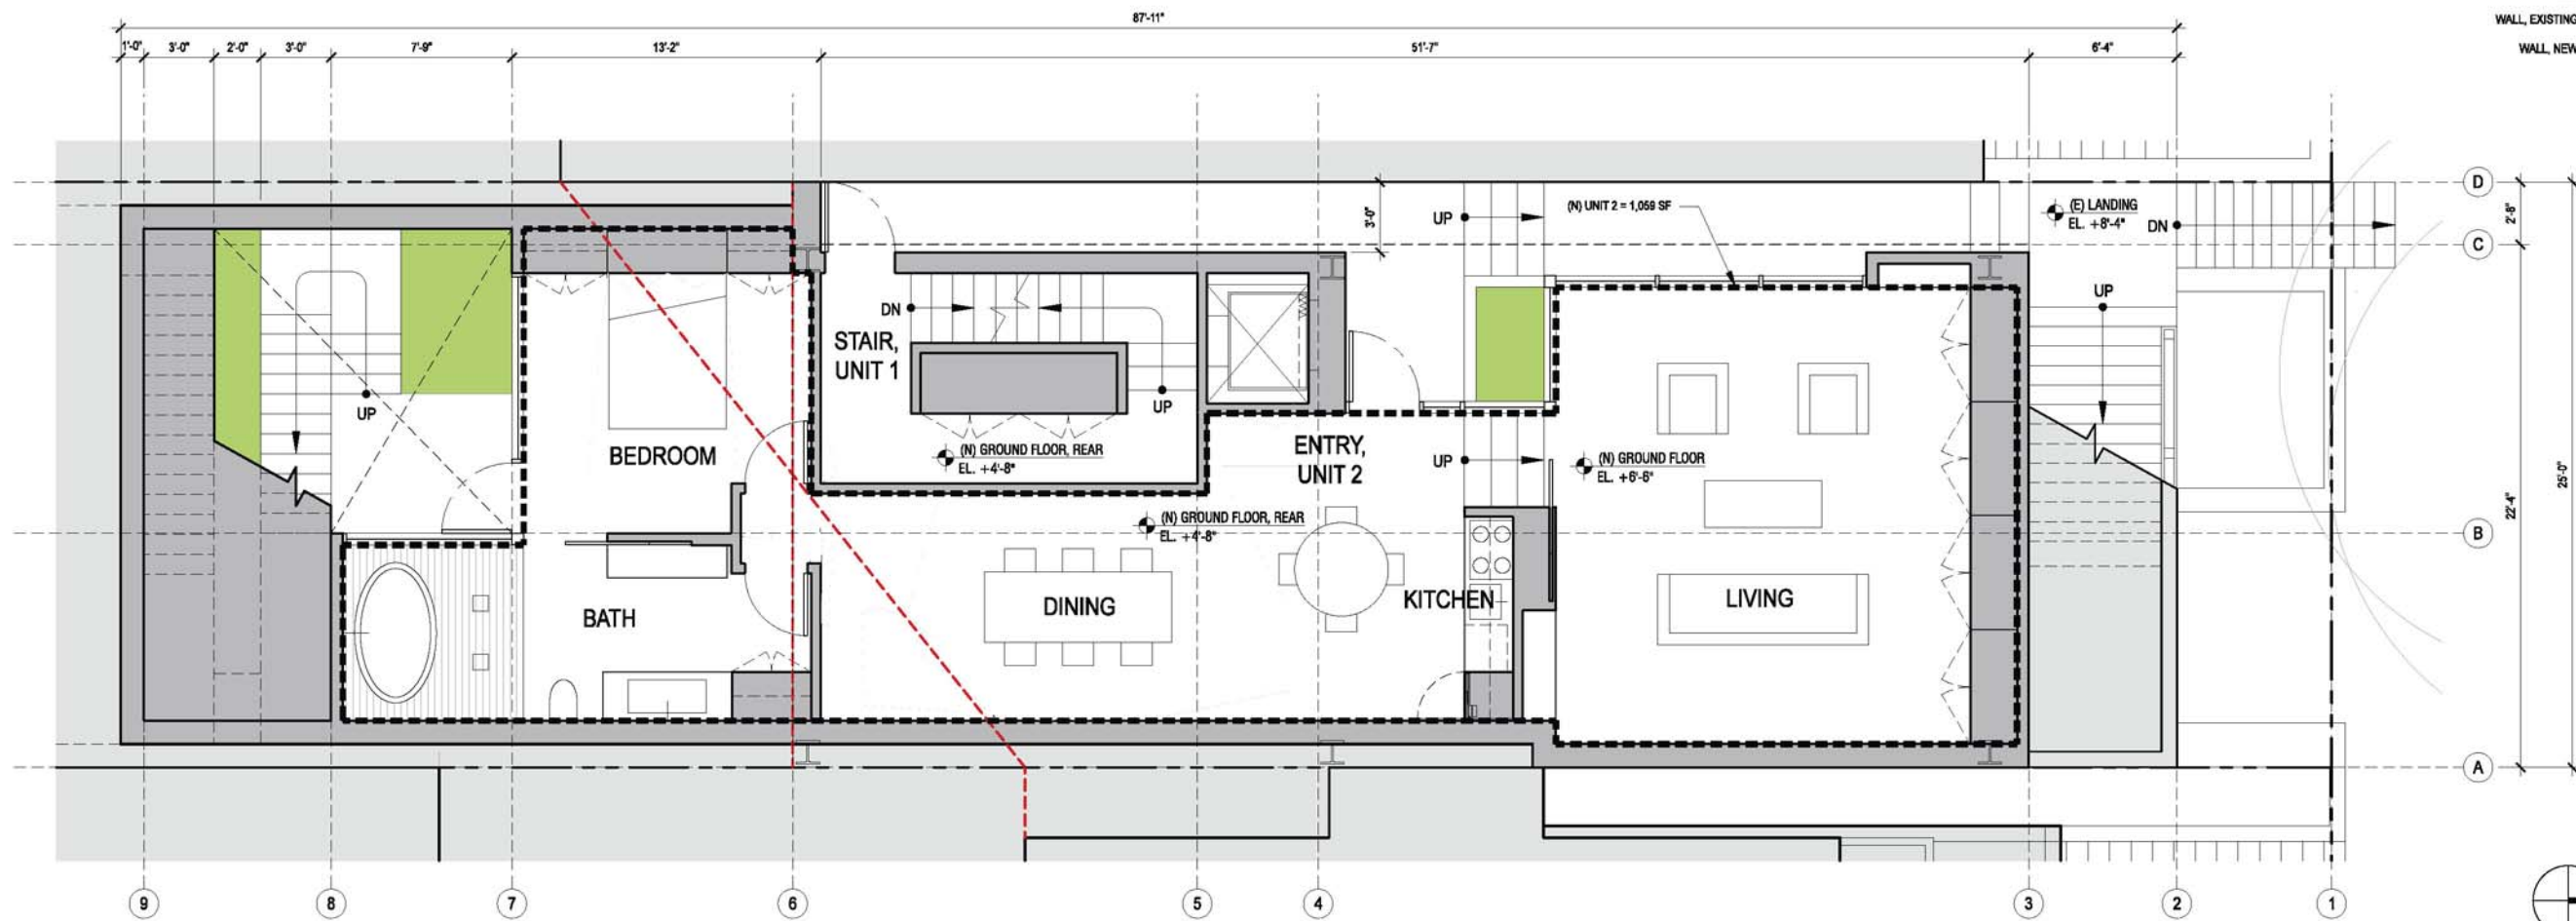 87'-11"
WALL, EXISTING
1'-0"
3'-0"
2'-0"
3'-0"
7'-9"
13'-2"
51'-7"
6'-4"
WALL, NEW
D
(N) UNIT 2 = 1,059 SF
(E) LANDING
EL. +8'-4"
UP
3'-0"
DN
2'-8"
C
UP
DN
STAIR,
UNIT 1
UP
UP
(N) GROUND FLOOR, REAR
EL. +4'-8"
BEDROOM
ENTRY,
UNIT 2
UP
(N) GROUND FLOOR
EL. +6'-6"
25'-0"
22'-4"
(N) GROUND FLOOR, REAR
EL. +4'-8"
B
BATH
DINING
KITCHEN
LIVING
A
9
8
7
6
5
4
3
2
1